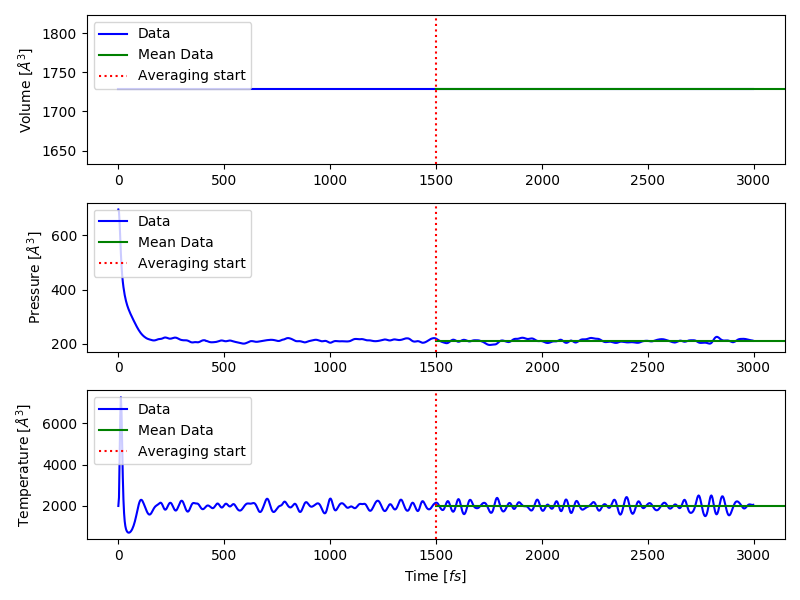 Volume [Å³]
1800
1750
1700
1650
Data
Mean Data
Averaging start
0 500 1000 1500 2000 2500 3000
Pressure [Å³]
600
400
200
Data
Mean Data
Averaging start
0 500 1000 1500 2000 2500 3000
Temperature [Å³]
6000
4000
2000
Data
Mean Data
Averaging start
0 500 1000 1500 2000 2500 3000
Time [fs]